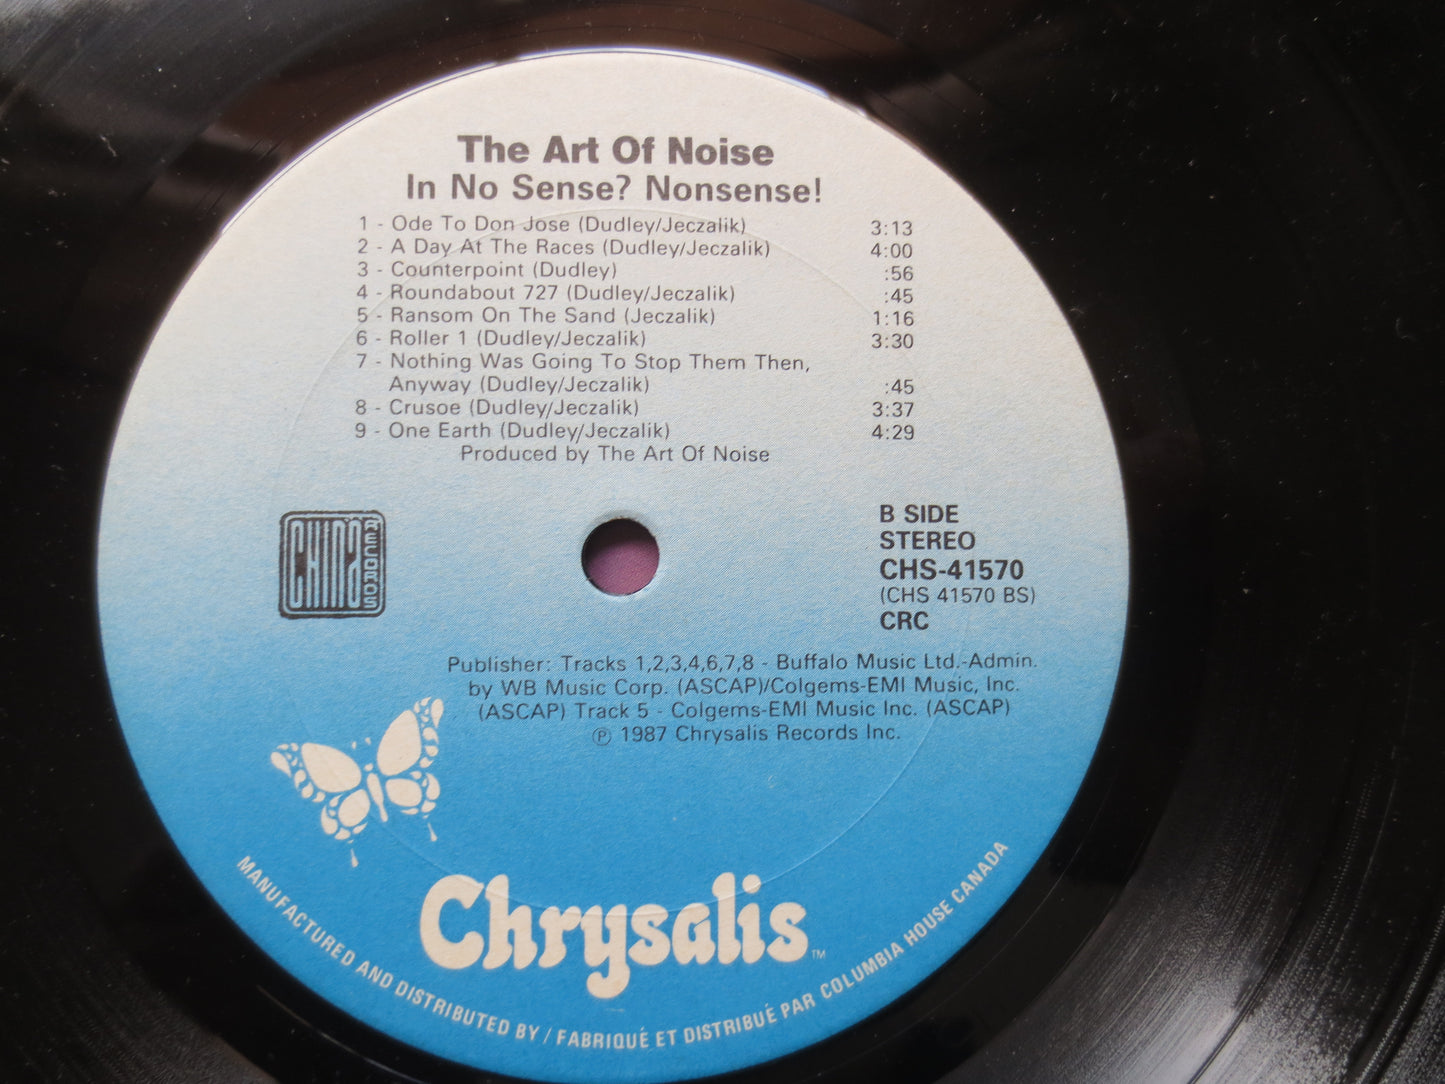 The Art Of Noise
In No Sense? Nonsense!
1 - Ode To Don Jose (Dudley/Jeczalik) 3:13
2 - A Day At The Races (Dudley/Jeczalik) 4:00
3 - Counterpoint (Dudley) :56
4 - Roundabout 727 (Dudley/Jeczalik) :45
5 - Ransom On The Sand (Jeczalik) 1:16
6 - Roller 1 (Dudley/Jeczalik) 3:30
7 - Nothing Was Going To Stop Them Then,
Anyway (Dudley/Jeczalik) :45
8 - Crusoe (Dudley/Jeczalik) 3:37
9 - One Earth (Dudley/Jeczalik) 4:29
Produced by The Art Of Noise
CHINA RECORDS
B SIDE
STEREO
CHS-41570
(CHS 41570 BS)
CRC
Publisher: Tracks 1,2,3,4,6,7,8 - Buffalo Music Ltd.-Admin.
by WB Music Corp. (ASCAP)/Colgems-EMI Music, Inc.
(ASCAP) Track 5 - Colgems-EMI Music Inc. (ASCAP)
℗ 1987 Chrysalis Records Inc.
Chrysalis™
MANUFACTURED AND DISTRIBUTED BY / FABRIQUÉ ET DISTRIBUÉ PAR COLUMBIA HOUSE CANADA